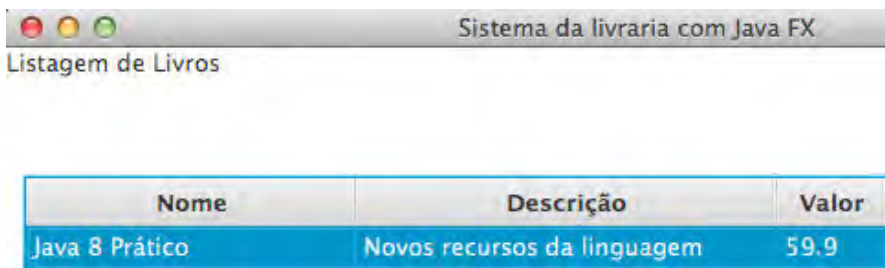 Sistema da livraria com Java FX
Listagem de Livros
Nome Descrição Valor
Java 8 Prático Novos recursos da linguagem 59.9